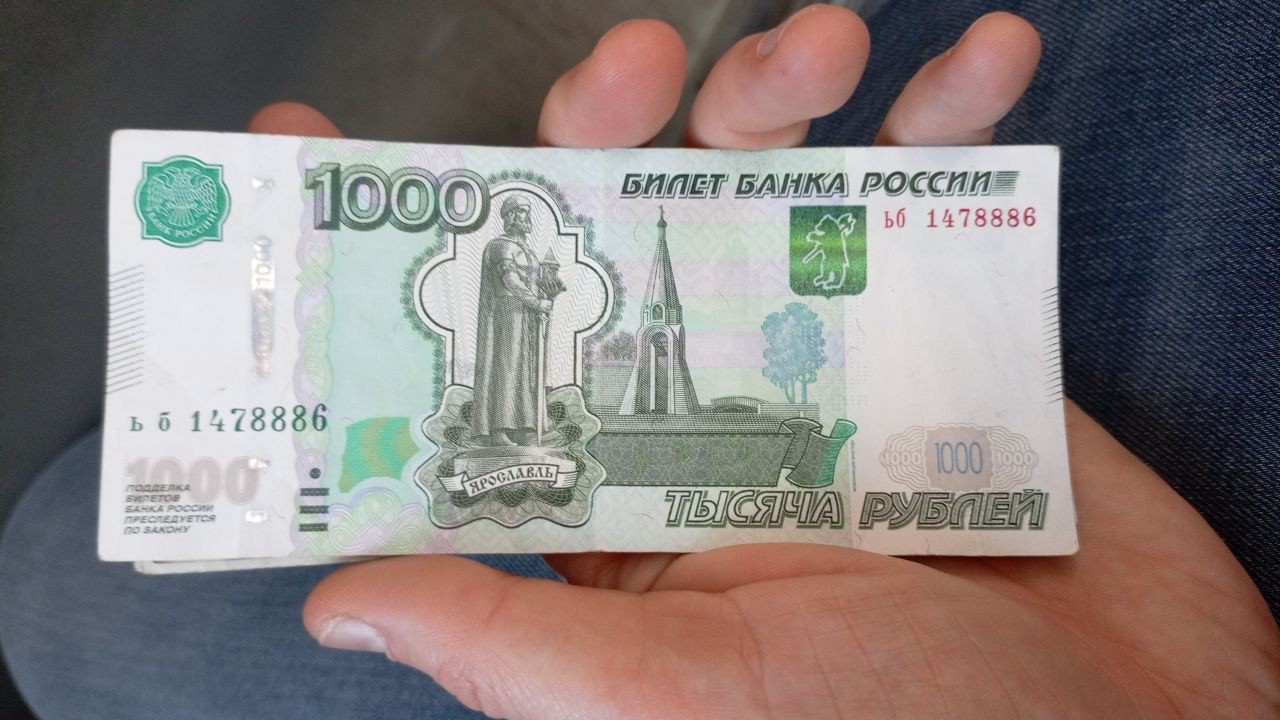 1000
БИЛЕТ БАНКА РОССИИ
БАНК РОССИИ
ьб 1478886
1000
ь б 1478886
1000
ПОДДЕЛКА
БИЛЕТОВ
БАНКА РОССИИ
ПРЕСЛЕДУЕТСЯ
ПО ЗАКОНУ
ЯРОСЛАВЛЬ
1000 1000 1000
ТЫСЯЧА РУБЛЕЙ